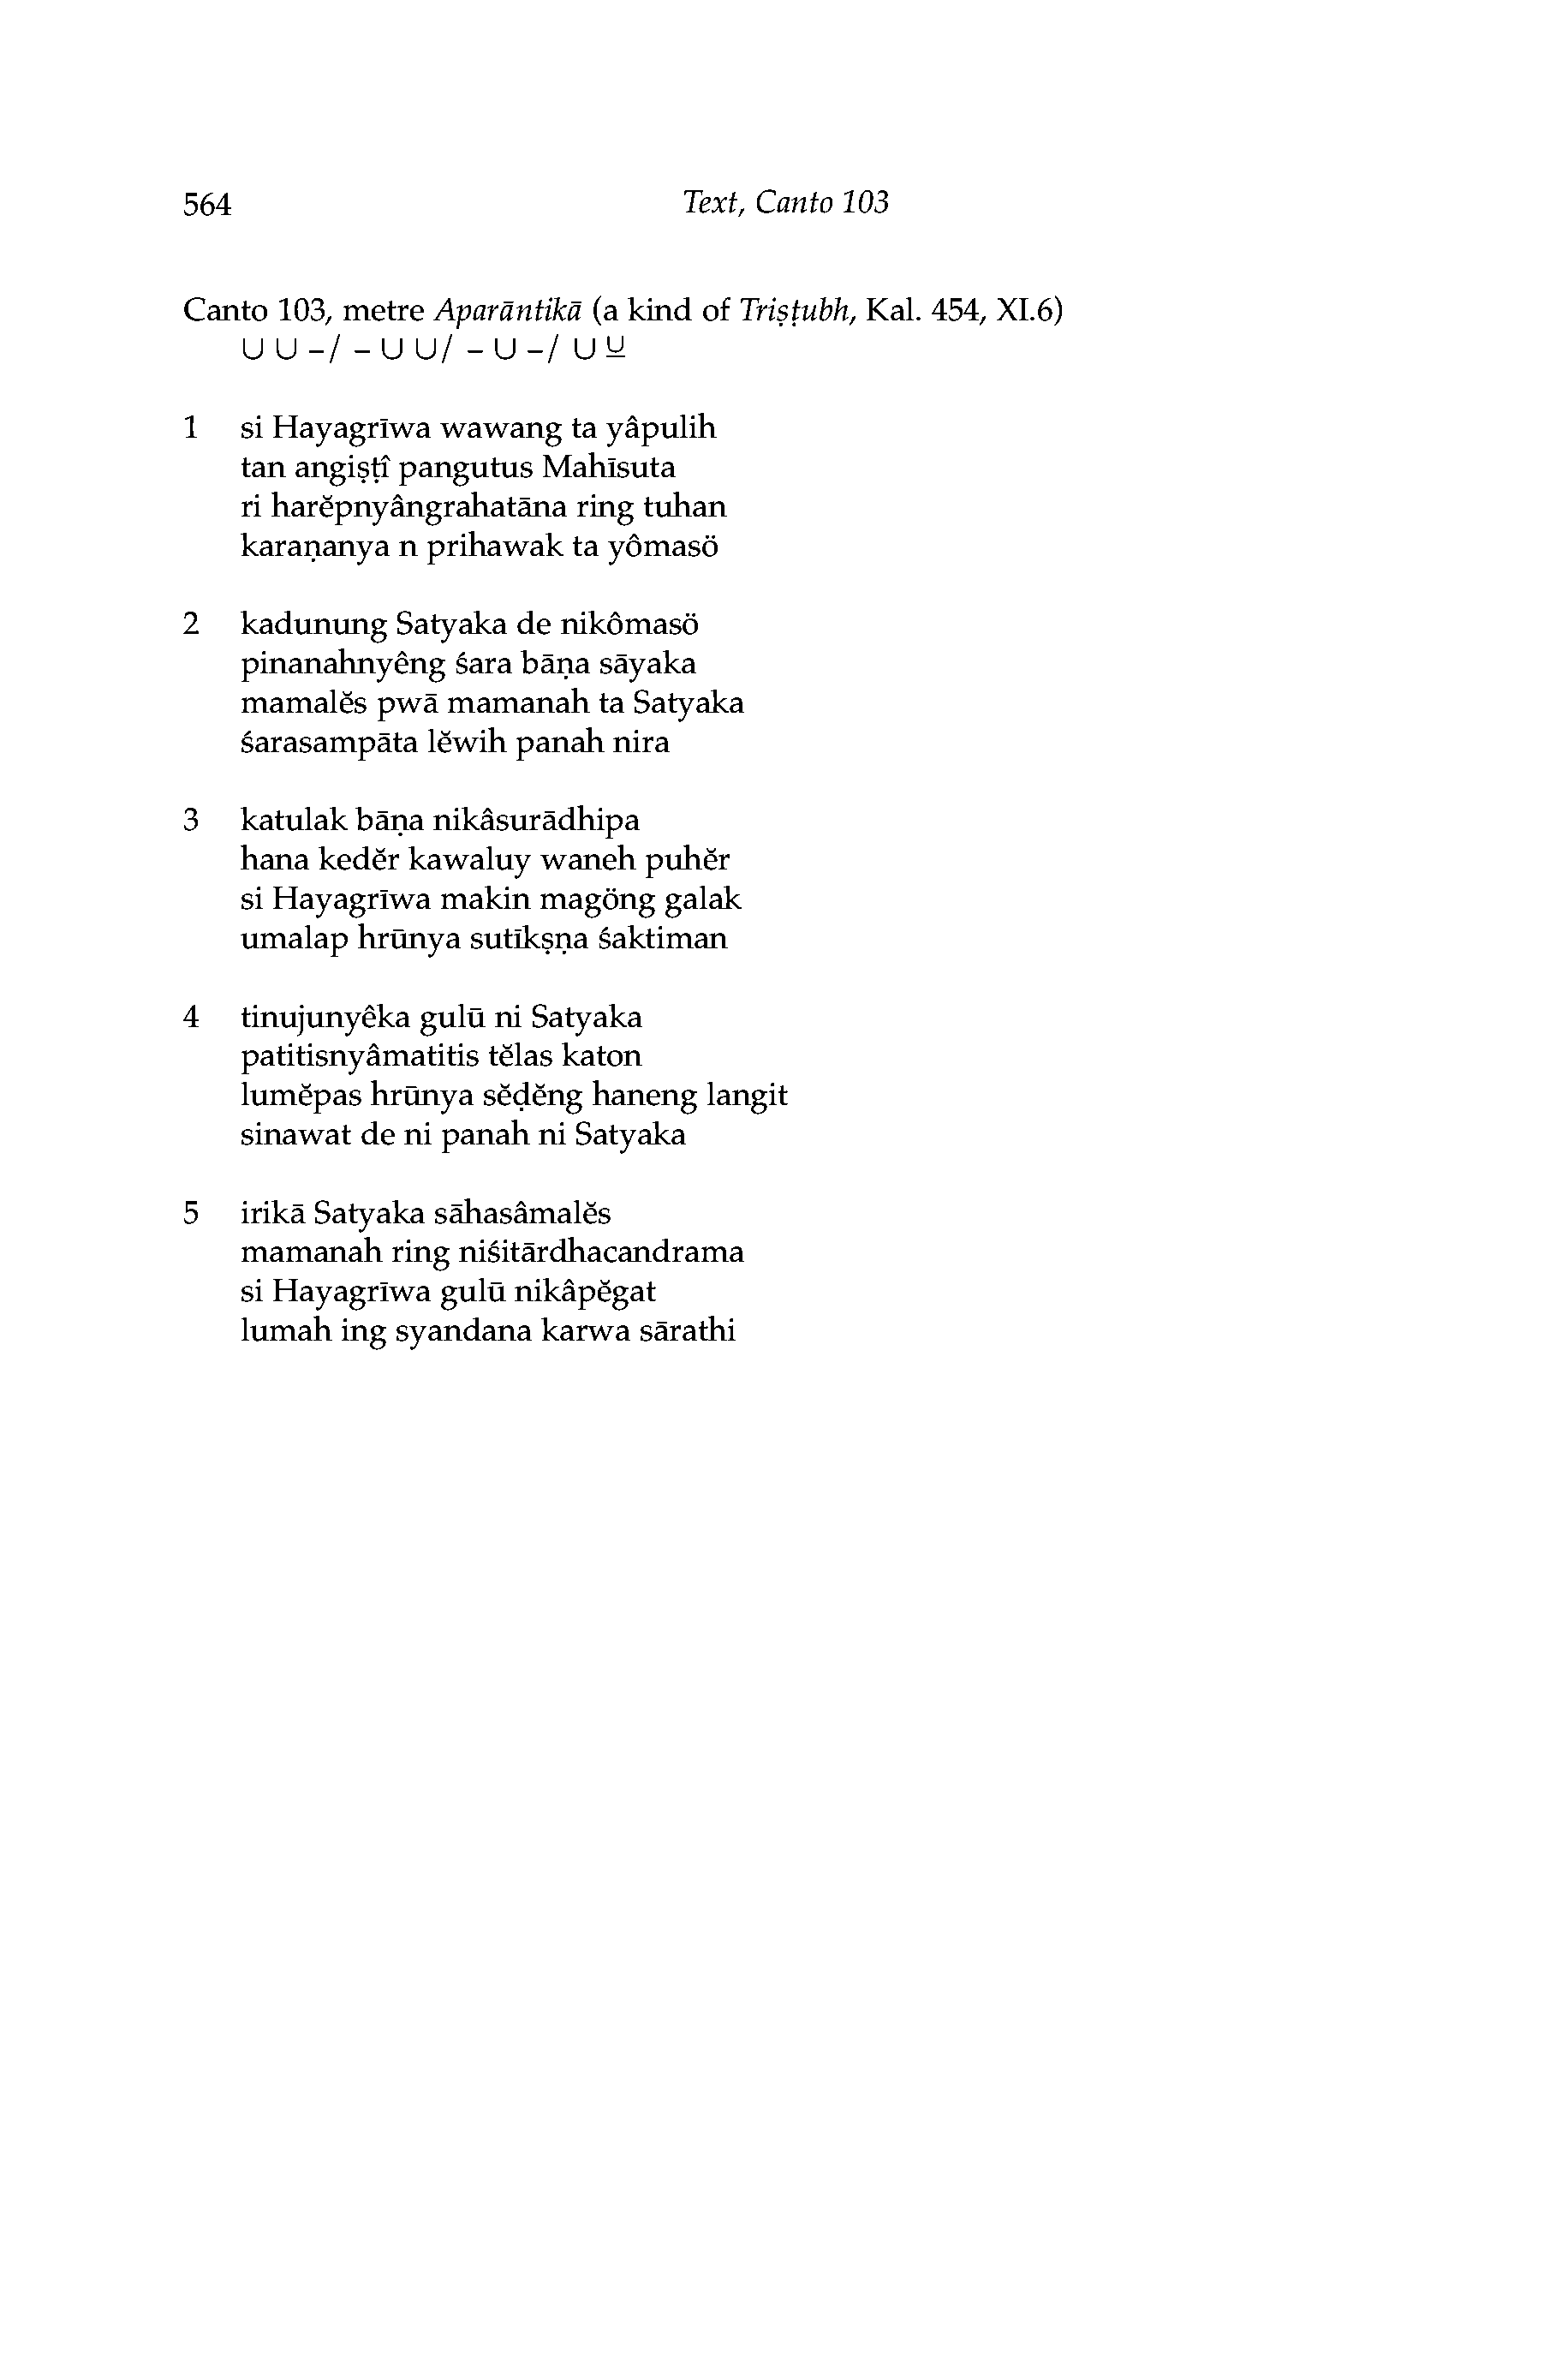 564 Text, Canto 103
Canto 103, metre Aparāntikā (a kind of Triṣṭubh, Kal. 454, XI.6)
∪ ∪ –/ – ∪ ∪/ – ∪ –/ ∪ ∪̲
1 si Hayagrīwa wawang ta yâpulih
tan angiṣṭî pangutus Mahīsuta
ri harĕpnyângrahatāna ring tuhan
karaṇanya n prihawak ta yômasö
2 kadunung Satyaka de nikômasö
pinanahnyêng śara bāṇa sāyaka
mamalĕs pwā mamanah ta Satyaka
śarasampāta lĕwih panah nira
3 katulak bāṇa nikâsurādhipa
hana kedĕr kawaluy waneh puhĕr
si Hayagrīwa makin magöng galak
umalap hrūnya sutīkṣṇa śaktiman
4 tinujunyêka gulū ni Satyaka
patitisnyâmatitis tĕlas katon
lumĕpas hrūnya sĕḍĕng haneng langit
sinawat de ni panah ni Satyaka
5 irikā Satyaka sāhasâmalĕs
mamanah ring niśitārdhacandrama
si Hayagrīwa gulū nikâpĕgat
lumah ing syandana karwa sārathi